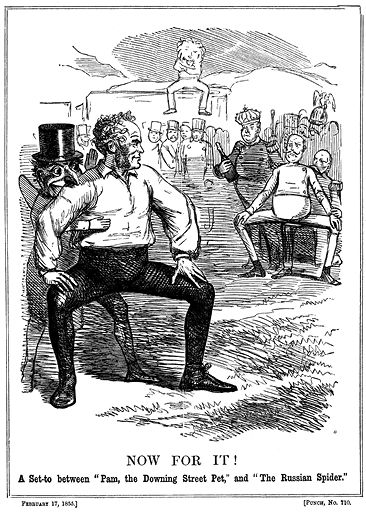 NOW FOR IT!
A Set-to between "Pam, the Downing Street Pet," and "The Russian Spider."
FEBRUARY 17, 1855.] [PUNCH, No. 710.